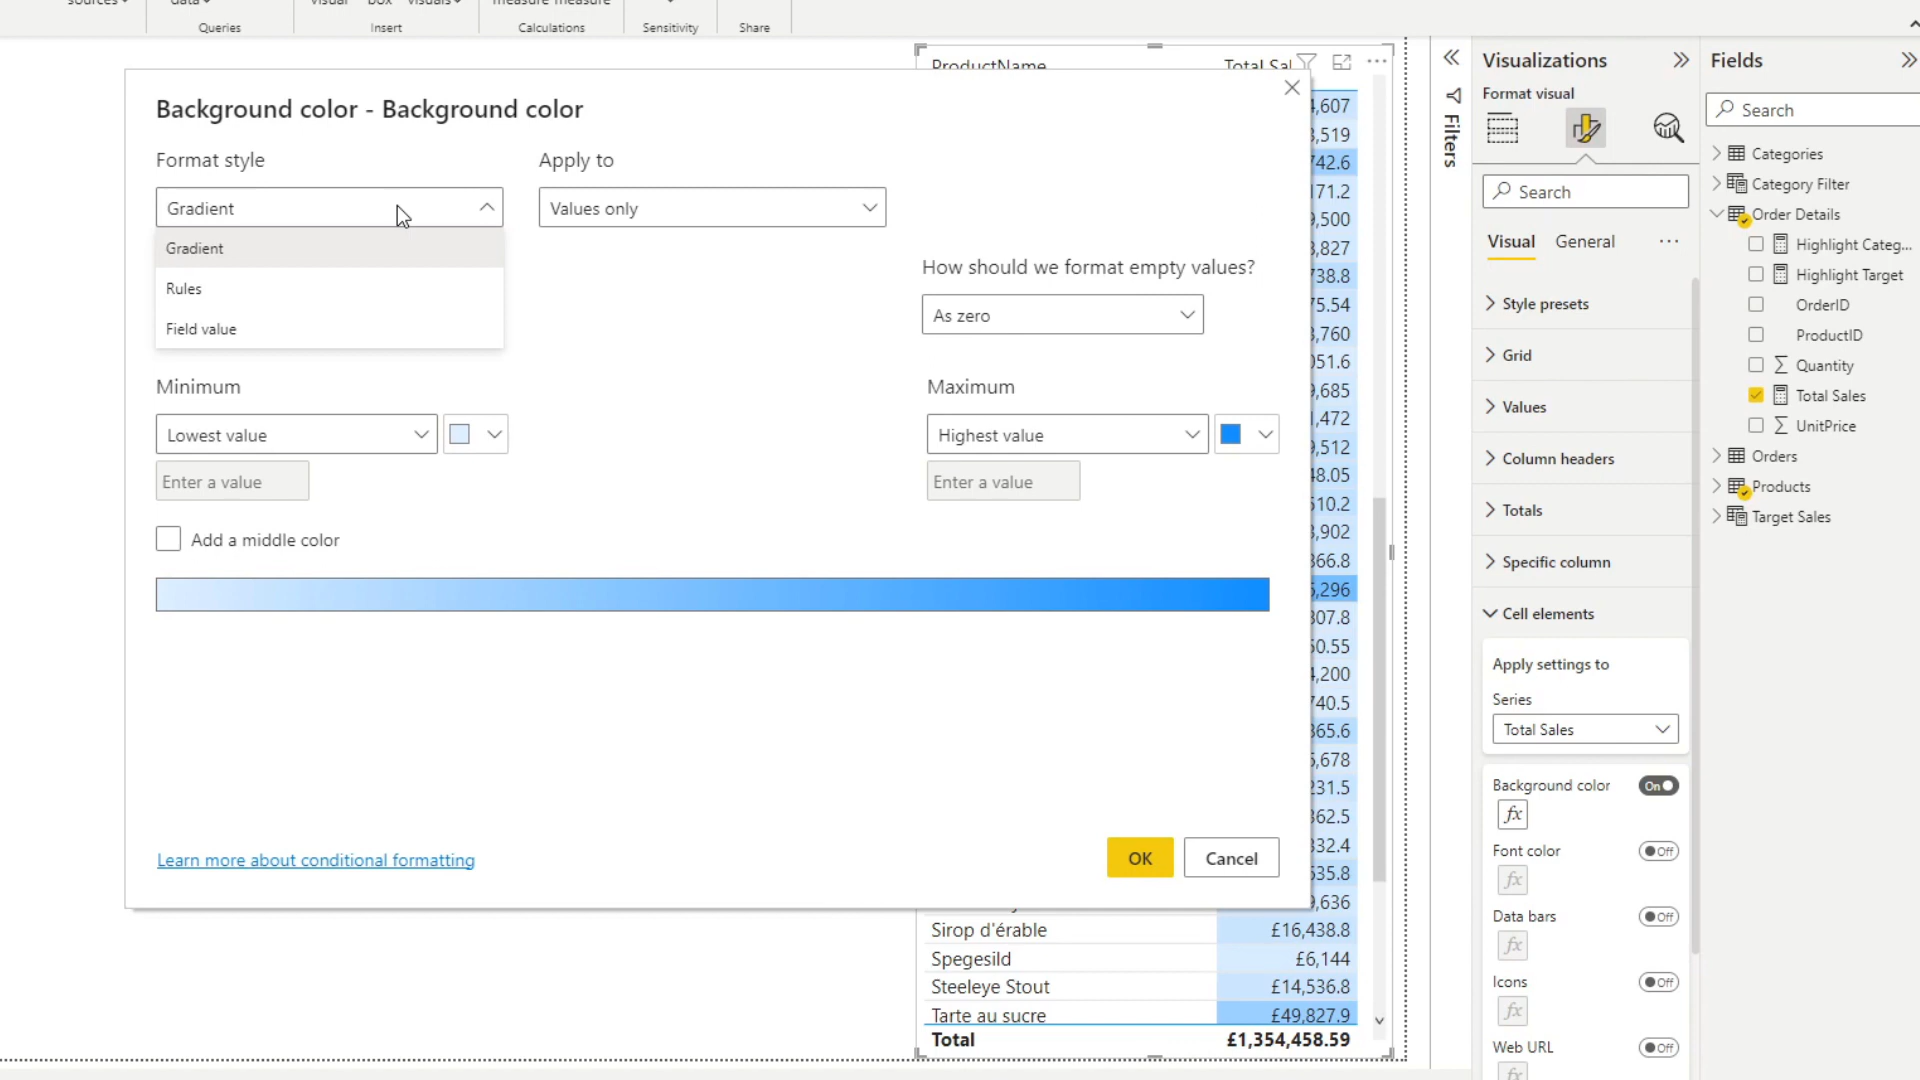 Queries
Insert
Calculations
Sensitivity
Share
Background color - Background color
Format style
Apply to
Gradient
Values only
Gradient
Rules
Field value
How should we format empty values?
As zero
Minimum
Maximum
Lowest value
Highest value
Enter a value
Enter a value
Add a middle color
Learn more about conditional formatting
OK
Cancel
ProductName
Sirop d'érable £16,438.8
Spegesild £6,144
Steeleye Stout £14,536.8
Tarte au sucre £49,827.9
Total £1,354,458.59
Filters
Visualizations
Format visual
Search
Visual
General
Style presets
Grid
Values
Column headers
Totals
Specific column
Cell elements
Apply settings to
Series
Total Sales
Background color On
fx
Font color Off
fx
Data bars Off
fx
Icons Off
fx
Web URL Off
fx
Fields
Search
Categories
Category Filter
Order Details
Highlight Categ...
Highlight Target
OrderID
ProductID
Quantity
Total Sales
UnitPrice
Orders
Products
Target Sales